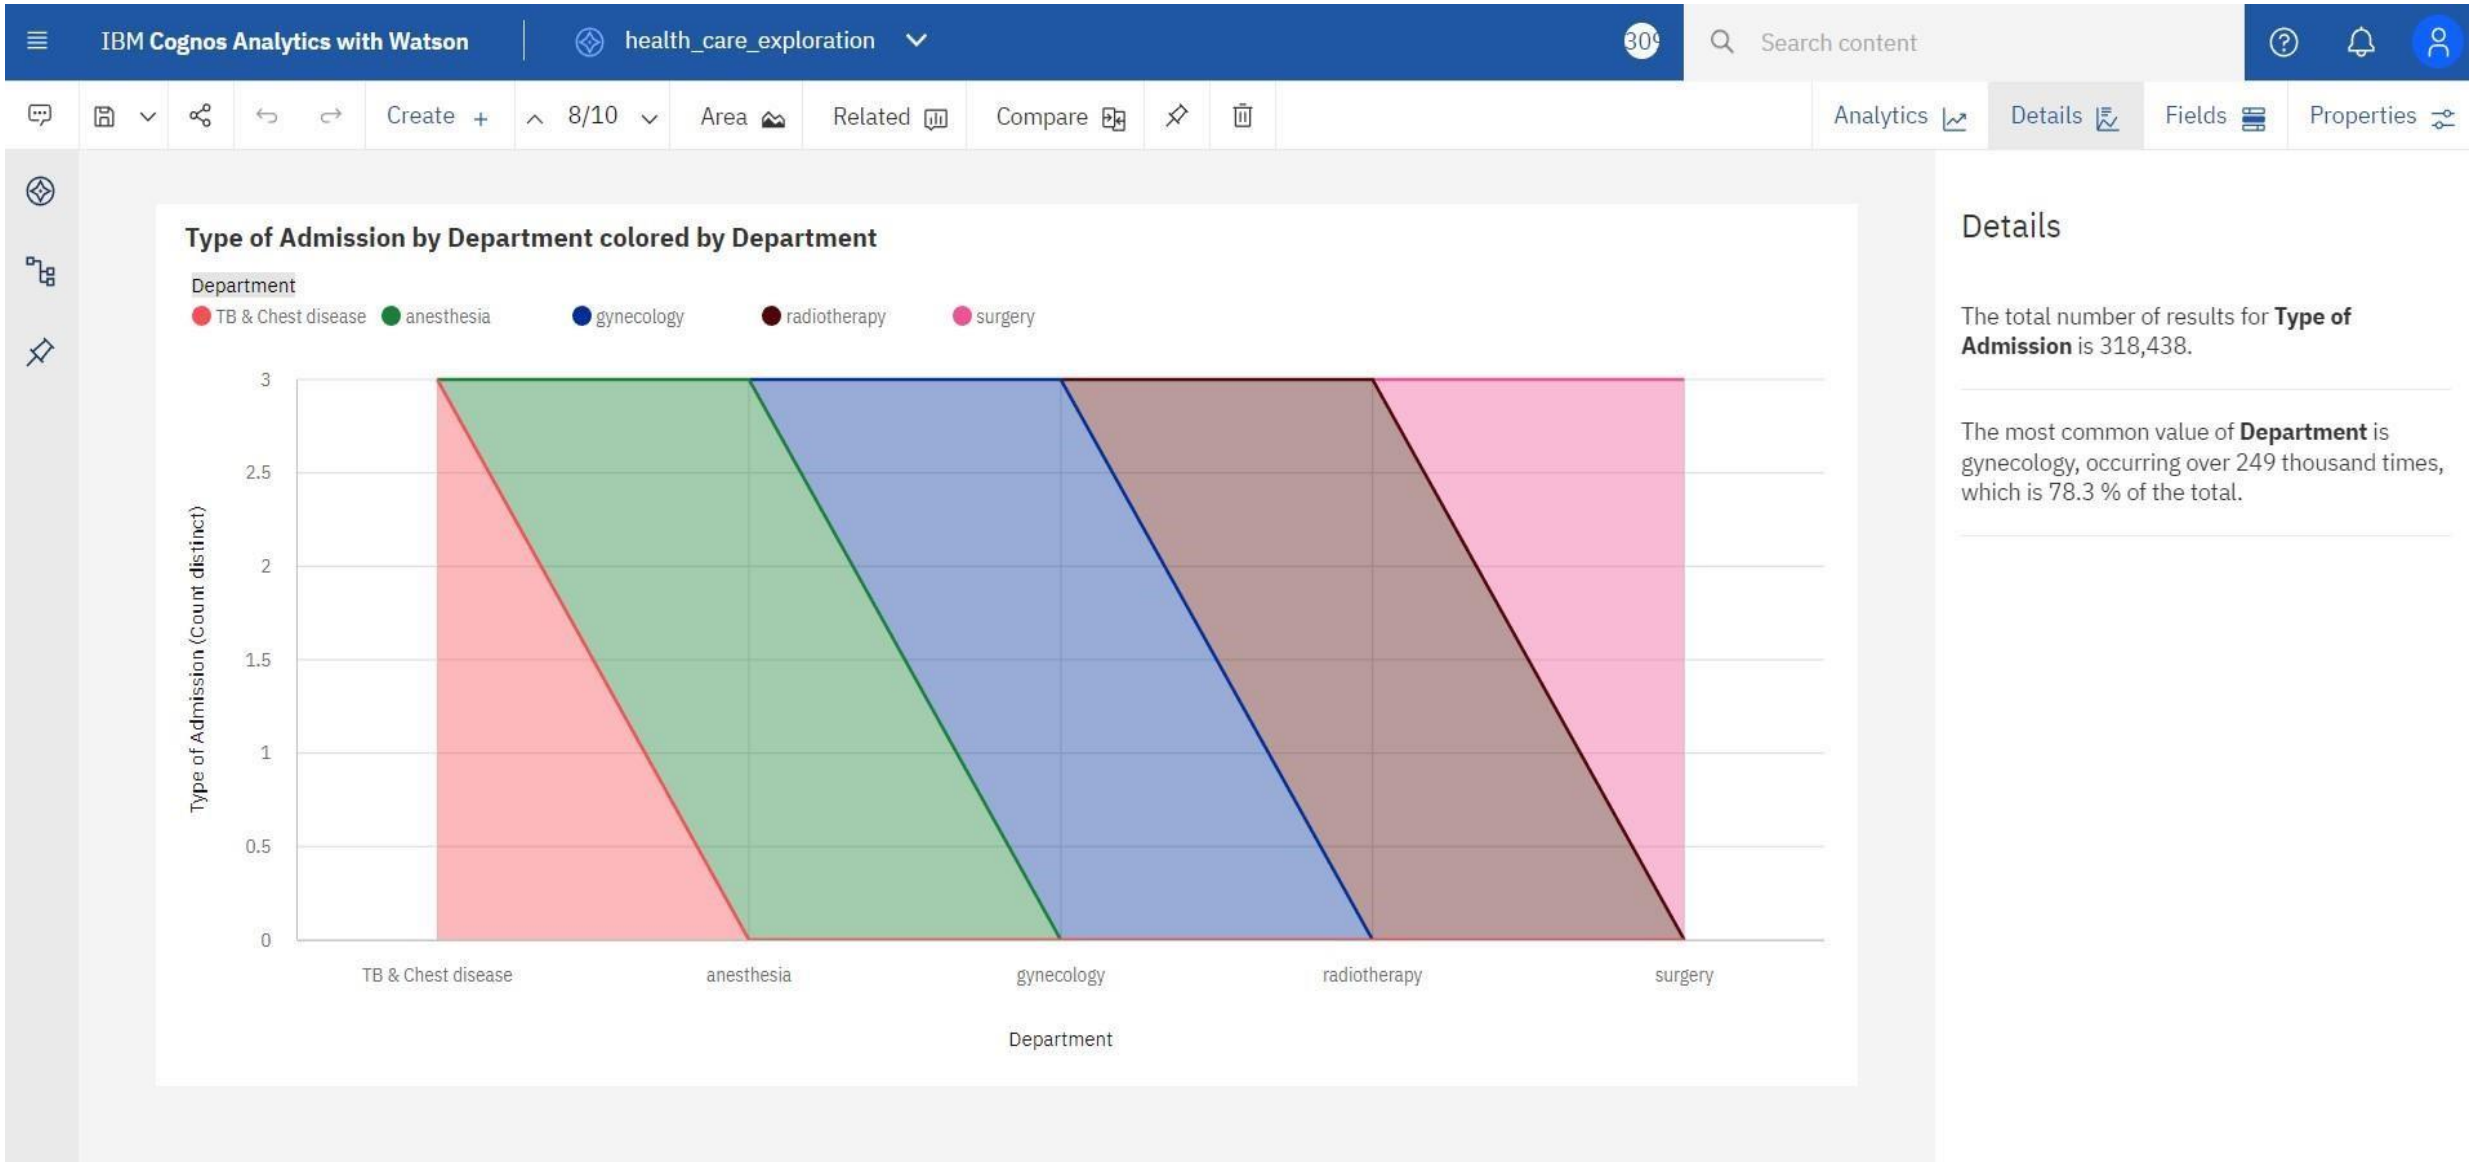 IBM Cognos Analytics with Watson
health_care_exploration
Search content
Create +
8/10
Area
Related
Compare
Analytics
Details
Fields
Properties
Type of Admission by Department colored by Department
Department
TB & Chest disease
anesthesia
gynecology
radiotherapy
surgery
3
2.5
2
1.5
1
0.5
0
Type of Admission (Count distinct)
TB & Chest disease
anesthesia
gynecology
radiotherapy
surgery
Department
Details
The total number of results for Type of
Admission is 318,438.
The most common value of Department is
gynecology, occurring over 249 thousand times,
which is 78.3 % of the total.